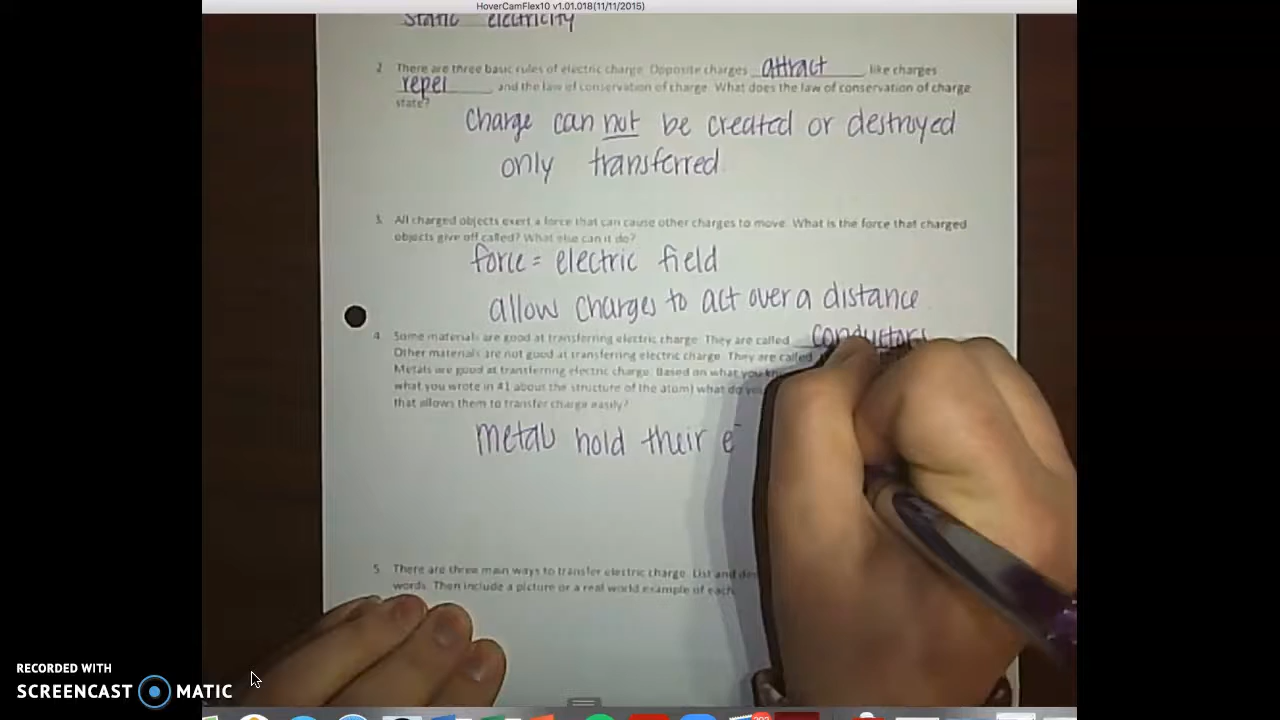 HoverCamFlex10 v1.01.018(11/11/2015)
static electricity
2 There are three basic rules of electric charge. Opposite charges attract like charges
repel and the law of conservation of charge. What does the law of conservation of charge
state?
Charge can not be created or destroyed
only transferred
3. All charged objects exert a force that can cause other charges to move. What is the force that charged
objects give off called? What else can it do?
force = electric field
allow charges to act over a distance
4. Some materials are good at transferring electric charge. They are called conductors
Other materials are not good at transferring electric charge. They are called
Metals are good at transferring electric charge. Based on what you
what you wrote in #1 about the structure of the atom) what do you
that allows them to transfer charge easily?
metals hold their e⁻
5. There are three main ways to transfer electric charge. List and
words. Then include a picture or a real world example of each.
RECORDED WITH
SCREENCAST MATIC